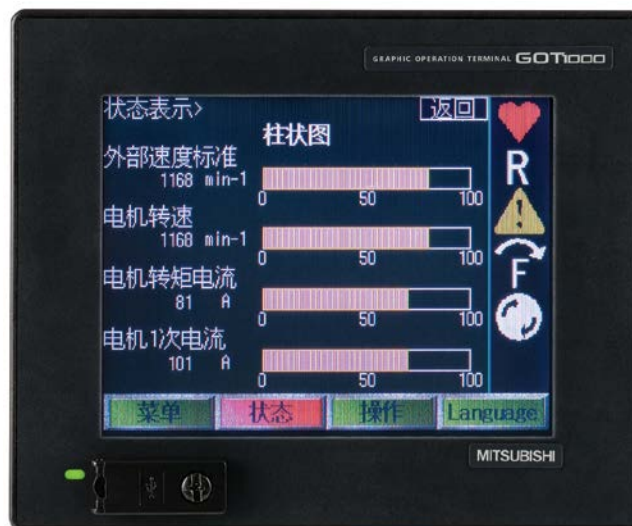 GRAPHIC OPERATION TERMINAL GOT1000
状态表示>
返回
柱状图
外部速度标准
1168 min-1
0 50 100
电机转速
1168 min-1
0 50 100
电机转矩电流
81 A
0 50 100
电机1次电流
101 A
0 50 100
R
F
菜单 状态 操作 Language
MITSUBISHI